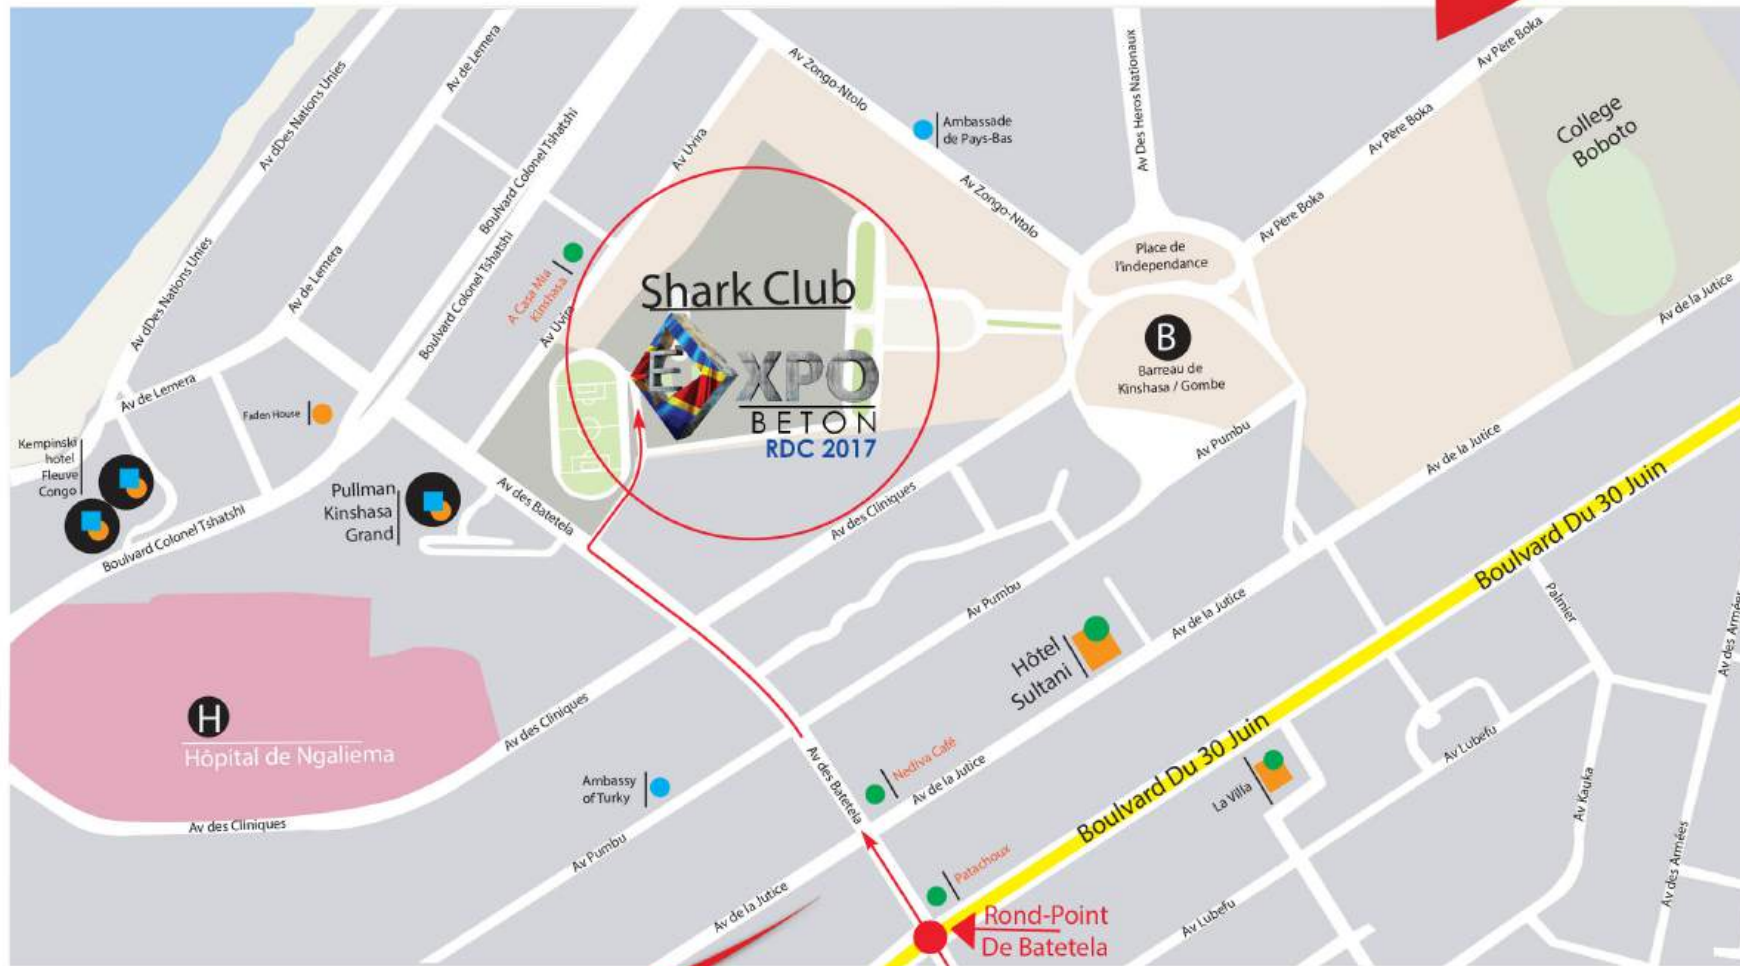 Av Père Boka
Av de Lemera
Av Zongo-Ntolo
Av dDes Nations Unies
Av Des Heros Nationaux
College
Boboto
Av Père Boka
Ambassade
de Pays-Bas
Boulvard Colonel Tshatshi
Av Uvira
Av Zongo-Ntolo
Av Père Boka
Place de
l'independance
Av dDes Nations Unies
Av de Lemera
Boulvard Colonel Tshatshi
A Casa Mia
Kinshasa
Av Uvira
Shark Club
EXPO
BETON
RDC 2017
B
Barreau de
Kinshasa / Gombe
Av de la Jutice
Av de Lemera
Faden House
Kempinski
hotel
Fleuve
Congo
Pullman
Kinshasa
Grand
Av des Batetela
Boulvard Colonel Tshatshi
Av des Cliniques
Av Pumbu
Av de la Jutice
Boulvard Du 30 Juin
Palmier
Av des Armées
Av Pumbu
Av de la Jutice
Hôtel
Sultani
H
Hôpital de Ngaliema
Av des Cliniques
Av des Cliniques
Ambassy
of Turky
Av des Batetela
Nediva Café
Av de la Jutice
Boulvard Du 30 Juin
La Villa
Av Lubefu
Av Kauka
Av des Armées
Av Pumbu
Patachoux
Av de la Jutice
Rond-Point
De Batetela
Av Lubefu